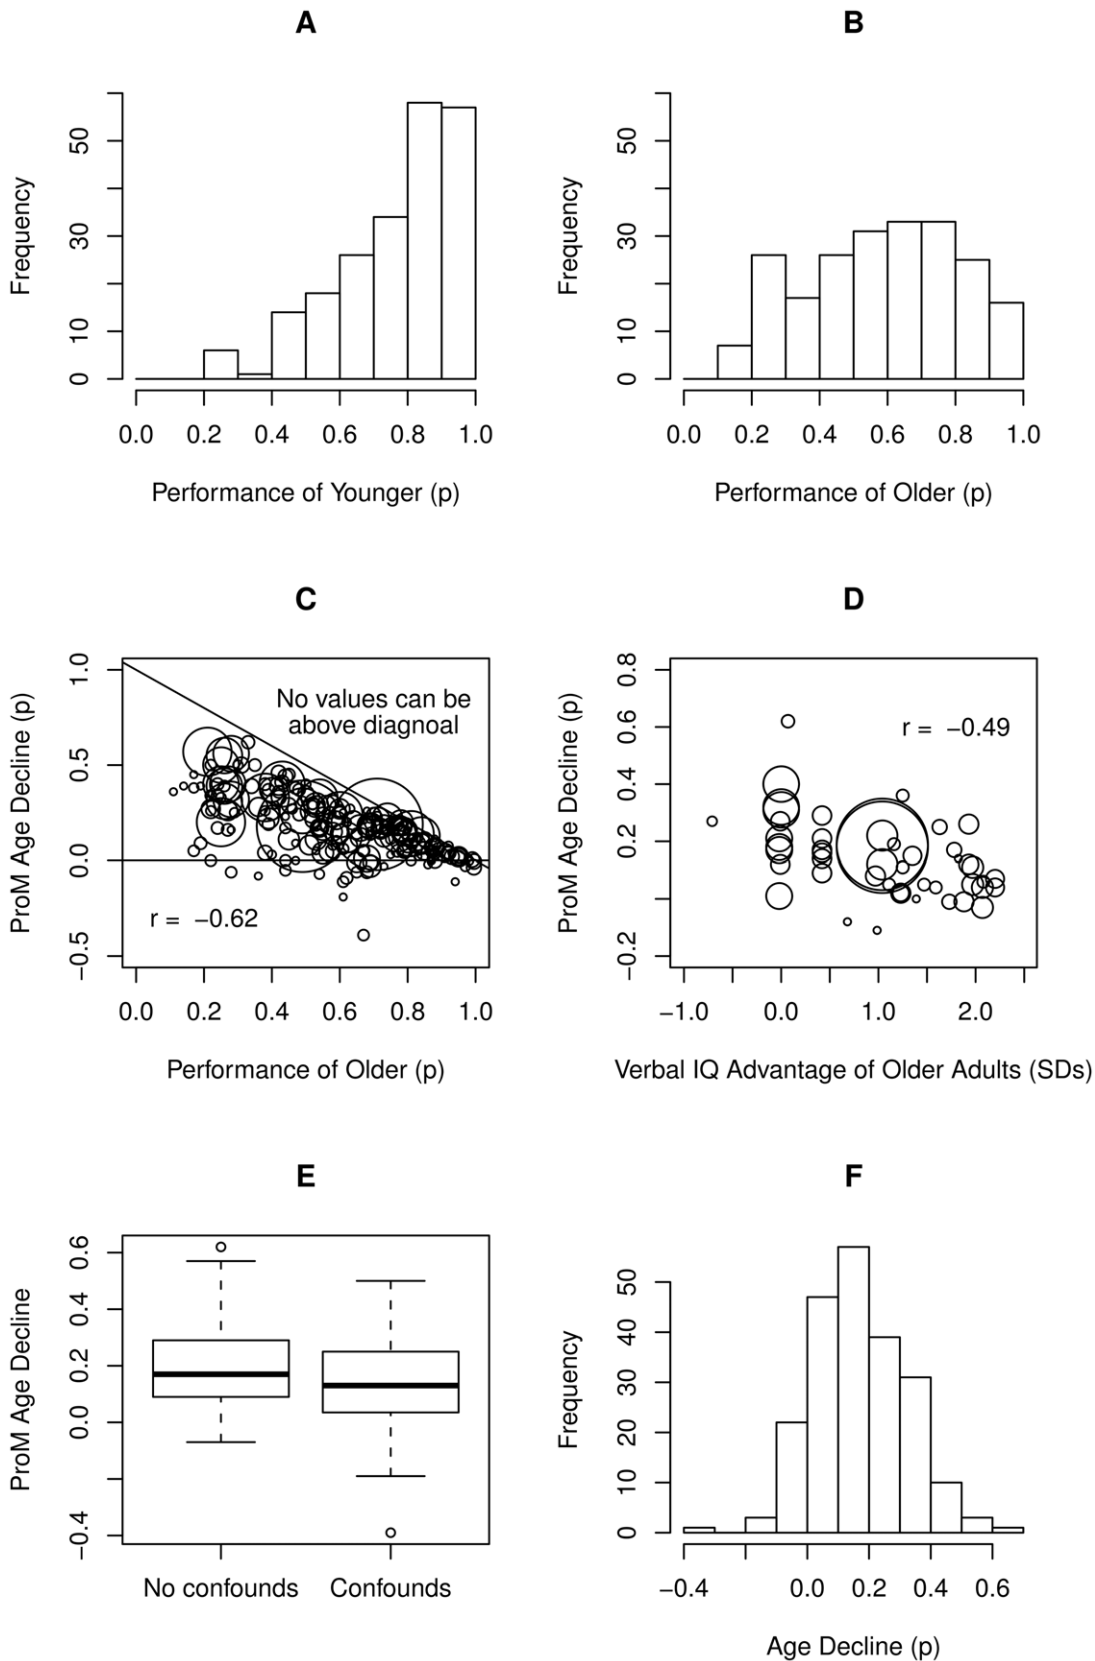 A
B
Frequency
0
10
30
50
0.0 0.2 0.4 0.6 0.8 1.0
Performance of Younger (p)
Frequency
0
10
30
50
0.0 0.2 0.4 0.6 0.8 1.0
Performance of Older (p)
C
D
ProM Age Decline (p)
−0.5
0.0
0.5
1.0
No values can be
above diagnoal
r = −0.62
0.0 0.2 0.4 0.6 0.8 1.0
Performance of Older (p)
ProM Age Decline (p)
−0.2
0.2
0.4
0.6
0.8
r = −0.49
−1.0 0.0 1.0 2.0
Verbal IQ Advantage of Older Adults (SDs)
E
F
ProM Age Decline
−0.4
0.0
0.2
0.4
0.6
No confounds Confounds
Frequency
0
10
20
30
40
50
−0.4 0.0 0.2 0.4 0.6
Age Decline (p)